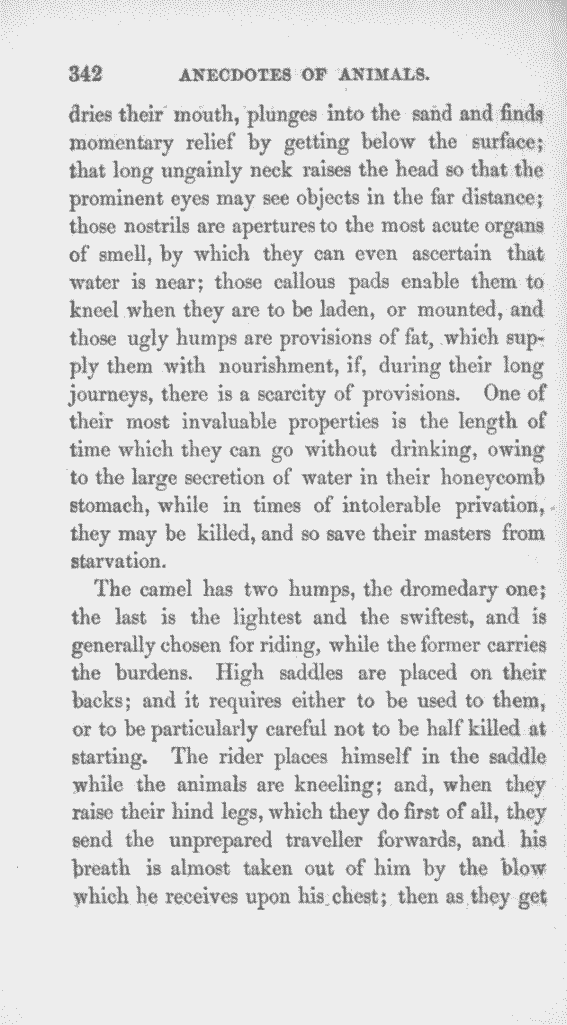 342 ANECDOTES OF ANIMALS.
dries their mouth, plunges into the sand and finds
momentary relief by getting below the surface;
that long ungainly neck raises the head so that the
prominent eyes may see objects in the far distance;
those nostrils are apertures to the most acute organs
of smell, by which they can even ascertain that
water is near; those callous pads enable them to
kneel when they are to be laden, or mounted, and
those ugly humps are provisions of fat, which sup-
ply them with nourishment, if, during their long
journeys, there is a scarcity of provisions. One of
their most invaluable properties is the length of
time which they can go without drinking, owing
to the large secretion of water in their honeycomb
stomach, while in times of intolerable privation,
they may be killed, and so save their masters from
starvation.
The camel has two humps, the dromedary one;
the last is the lightest and the swiftest, and is
generally chosen for riding, while the former carries
the burdens. High saddles are placed on their
backs; and it requires either to be used to them,
or to be particularly careful not to be half killed at
starting. The rider places himself in the saddle
while the animals are kneeling; and, when they
raise their hind legs, which they do first of all, they
send the unprepared traveller forwards, and his
breath is almost taken out of him by the blow
which he receives upon his chest; then as they get